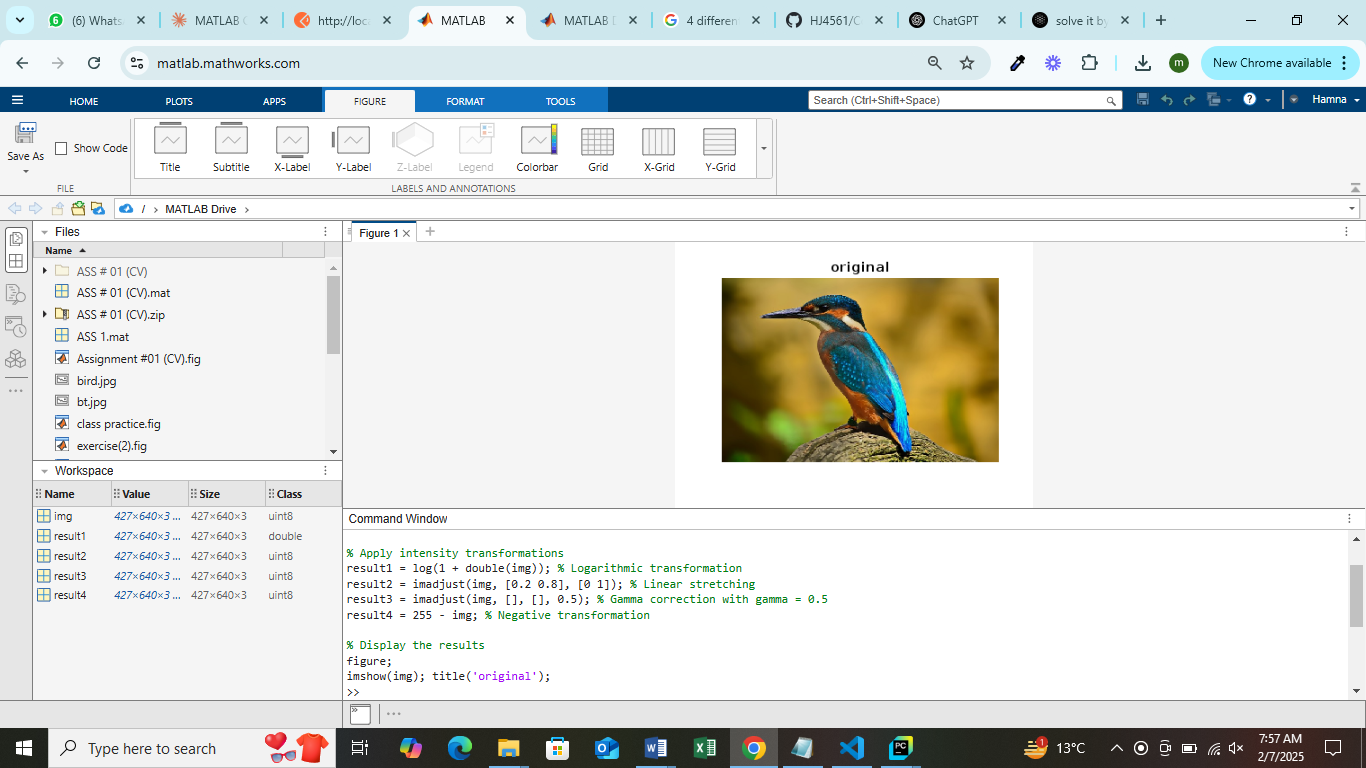 (6) Whats
MATLAB C
http://loc
MATLAB
MATLAB D
4 differen
HJ4561/C
ChatGPT
solve it by
matlab.mathworks.com
m
New Chrome available
HOME
PLOTS
APPS
FIGURE
FORMAT
TOOLS
Search (Ctrl+Shift+Space)
Hamna
Save As
Show Code
FILE
Title
Subtitle
X-Label
Y-Label
Z-Label
Legend
Colorbar
Grid
X-Grid
Y-Grid
LABELS AND ANNOTATIONS
/ › MATLAB Drive ›
Files
Name
ASS # 01 (CV)
ASS # 01 (CV).mat
ASS # 01 (CV).zip
ASS 1.mat
Assignment #01 (CV).fig
bird.jpg
bt.jpg
class practice.fig
exercise(2).fig
Workspace
Name Value Size Class
img 427×640×3 ... 427×640×3 uint8
result1 427×640×3 ... 427×640×3 double
result2 427×640×3 ... 427×640×3 uint8
result3 427×640×3 ... 427×640×3 uint8
result4 427×640×3 ... 427×640×3 uint8
Figure 1
original
Command Window
% Apply intensity transformations
result1 = log(1 + double(img)); % Logarithmic transformation
result2 = imadjust(img, [0.2 0.8], [0 1]); % Linear stretching
result3 = imadjust(img, [], [], 0.5); % Gamma correction with gamma = 0.5
result4 = 255 - img; % Negative transformation
% Display the results
figure;
imshow(img); title('original');
>>
Type here to search
1
13°C
7:57 AM
2/7/2025